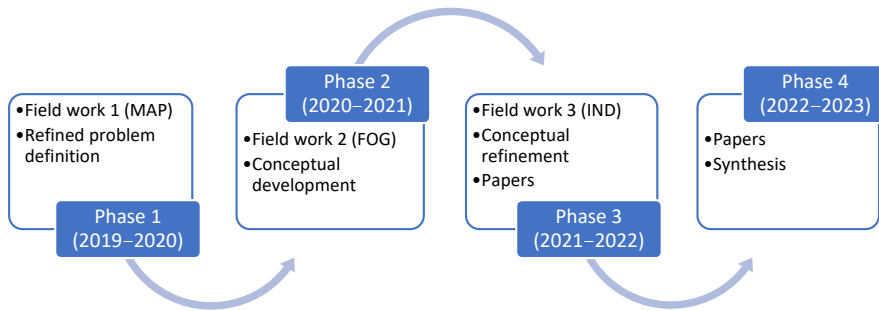 •Field work 1 (MAP)
•Refined problem
definition
Phase 1
(2019–2020)
Phase 2
(2020–2021)
•Field work 2 (FOG)
•Conceptual
development
•Field work 3 (IND)
•Conceptual
refinement
•Papers
Phase 3
(2021–2022)
Phase 4
(2022–2023)
•Papers
•Synthesis